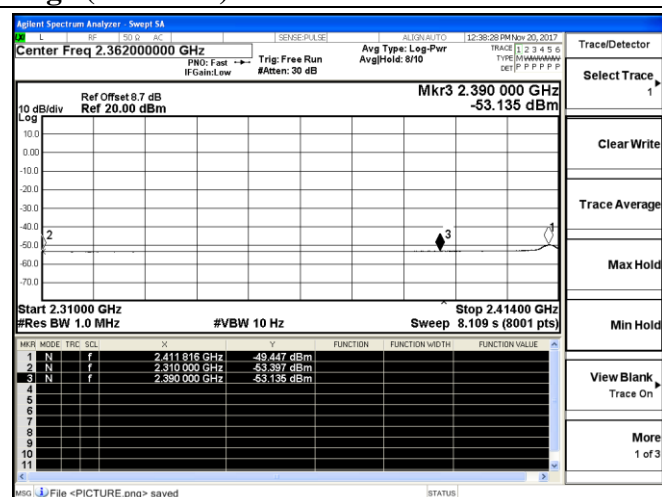 Agilent Spectrum Analyzer - Swept SA
L RF 50 Ω AC SENSE:PULSE ALIGN AUTO 12:38:28 PM Nov 20, 2017
Center Freq 2.362000000 GHz
PNO: Fast Trig: Free Run Avg Type: Log-Pwr TRACE 1 2 3 4 5 6
IFGain:Low #Atten: 30 dB Avg|Hold: 8/10 TYPE M WWWWW
DET P P P P P P
Ref Offset 8.7 dB Mkr3 2.390 000 GHz
10 dB/div Ref 20.00 dBm -53.135 dBm
Log
10.0
0.00
-10.0
-20.0
-30.0
-40.0
-50.0
-70.0
2
3
1
Start 2.31000 GHz Stop 2.41400 GHz
#Res BW 1.0 MHz #VBW 10 Hz Sweep 8.109 s (8001 pts)
MKR MODE TRC SCL X Y FUNCTION FUNCTION WIDTH FUNCTION VALUE
1 N f 2.411 816 GHz -49.447 dBm
2 N f 2.310 000 GHz -53.397 dBm
3 N f 2.390 000 GHz -53.135 dBm
4
5
6
7
8
9
10
11
MSG File <PICTURE.png> saved STATUS
Trace/Detector
Select Trace
1
Clear Write
Trace Average
Max Hold
Min Hold
View Blank
Trace On
More
1 of 3